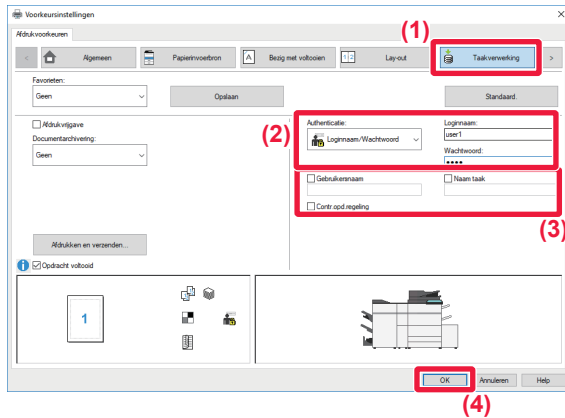 Voorkeursinstellingen
Afdrukvoorkeuren
(1)
Algemeen
Papierinvoerbron
A
Bezig met voltooien
1 2
Lay-out
Taakverwerking
Favorieten:
Geen
Opslaan
Standaard.
Afdrukvrijgave
Documentarchivering:
Geen
(2)
Authenticatie:
Loginnaam/Wachtwoord
Loginnaam:
user1
Wachtwoord:
••••
Gebruikersnaam
Naam taak
Contr.opd.regeling
(3)
Afdrukken en verzenden...
Opdracht voltooid
1
OK
Annuleren
Help
(4)